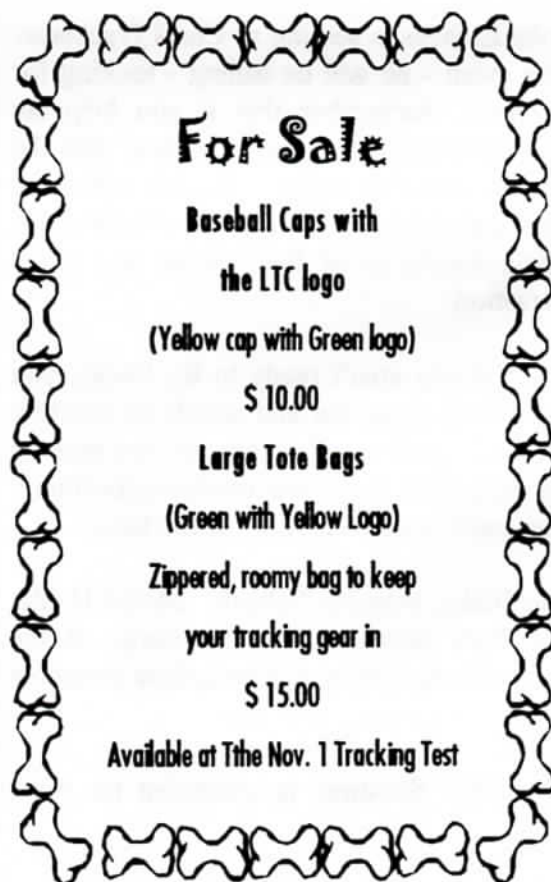 For Sale
Baseball Caps with
the LTC logo
(Yellow cap with Green logo)
$ 10.00
Large Tote Bags
(Green with Yellow Logo)
Zippered, roomy bag to keep
your tracking gear in
$ 15.00
Available at Tthe Nov. 1 Tracking Test